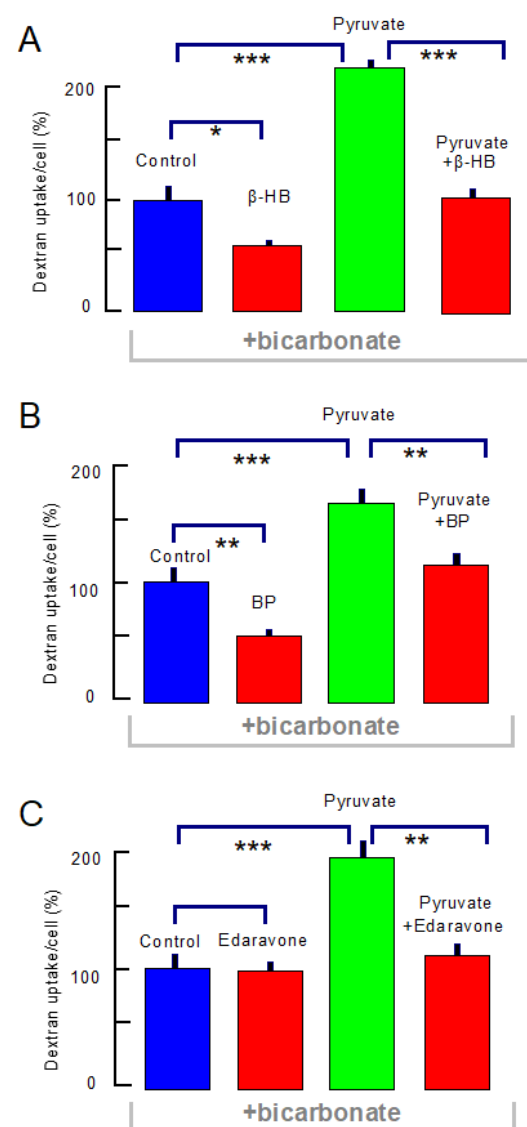 A
Pyruvate
***
***
200
*
Control
Pyruvate
+β-HB
β-HB
100
0
Dextran uptake/cell (%)
+bicarbonate
B
Pyruvate
200
***
**
Pyruvate
+BP
**
Control
BP
100
0
Dextran uptake/cell (%)
+bicarbonate
C
Pyruvate
200
***
**
Pyruvate
+Edaravone
Control
Edaravone
100
0
Dextran uptake/cell (%)
+bicarbonate